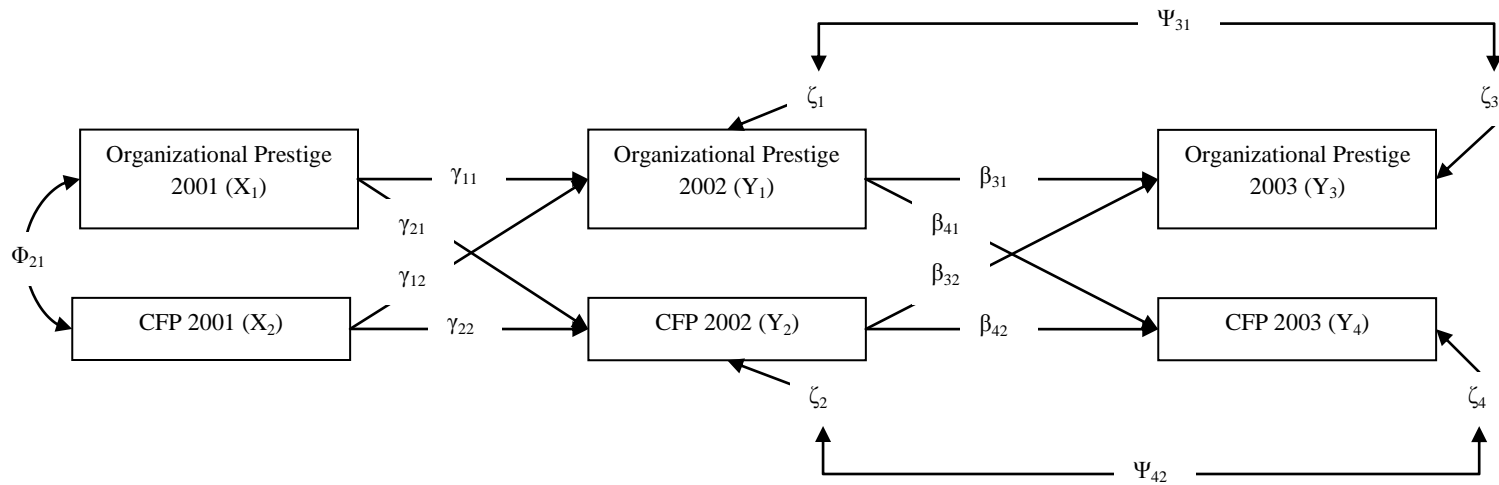 Ψ₃₁
ζ₁
ζ₃
Organizational Prestige
2001 (X₁)
γ₁₁
Organizational Prestige
2002 (Y₁)
β₃₁
Organizational Prestige
2003 (Y₃)
γ₂₁
β₄₁
Φ₂₁
γ₁₂
β₃₂
CFP 2001 (X₂)
γ₂₂
CFP 2002 (Y₂)
β₄₂
CFP 2003 (Y₄)
ζ₂
ζ₄
Ψ₄₂